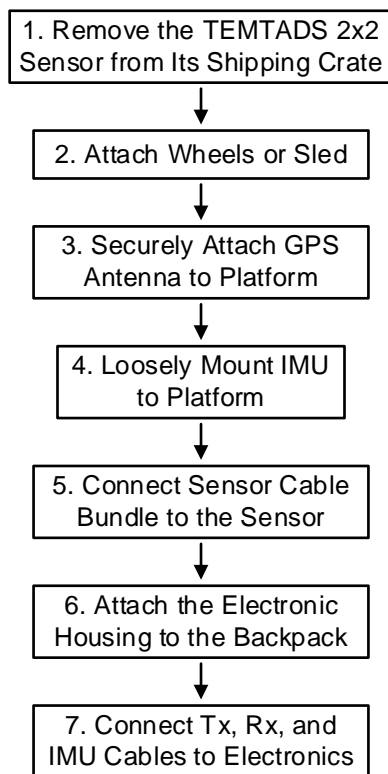 1. Remove the TEMTADS 2x2
Sensor from Its Shipping Crate
2. Attach Wheels or Sled
3. Securely Attach GPS
Antenna to Platform
4. Loosely Mount IMU
to Platform
5. Connect Sensor Cable
Bundle to the Sensor
6. Attach the Electronic
Housing to the Backpack
7. Connect Tx, Rx, and
IMU Cables to Electronics